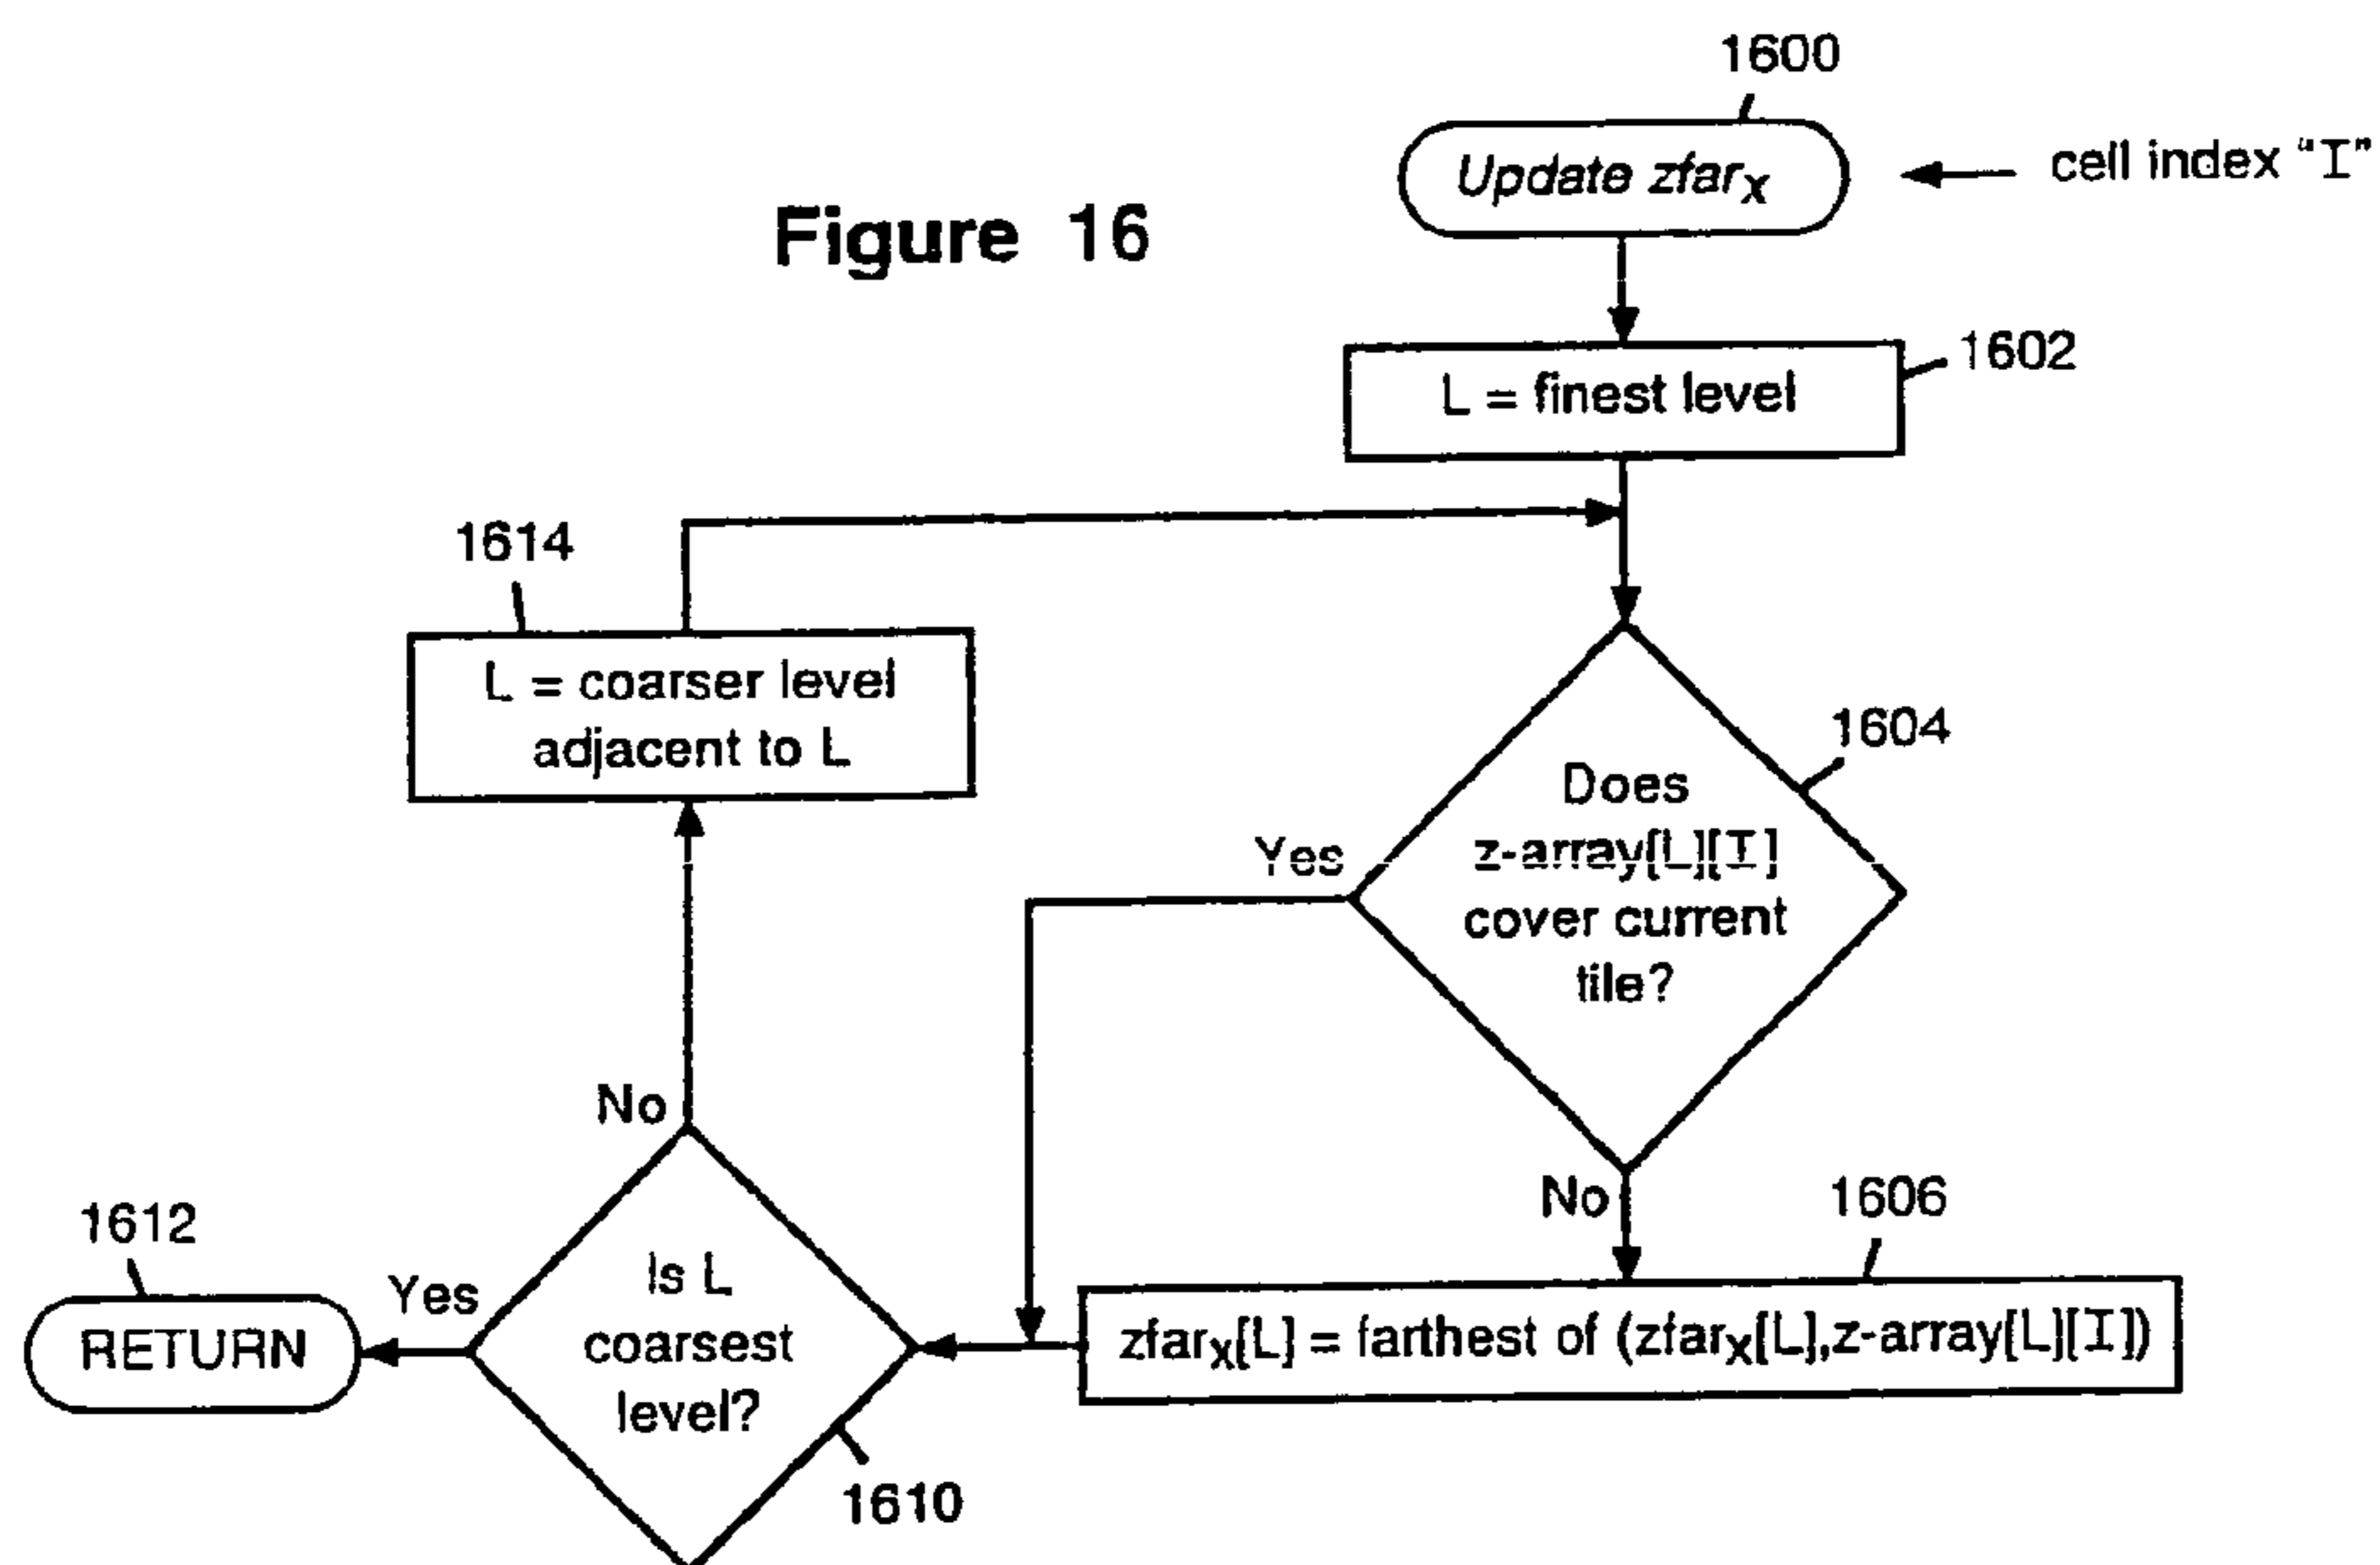 1600
Update zfarx
cell index "I"
Figure 16
1602
L = finest level
1614
L = coarser level
adjacent to L
1604
Does
z-array[L][I]
cover current
tile?
Yes
No
1606
zfarx[L] = farthest of (zfarx[L],z-array[L][I])
No
Is L
coarsest
level?
1610
Yes
1612
RETURN